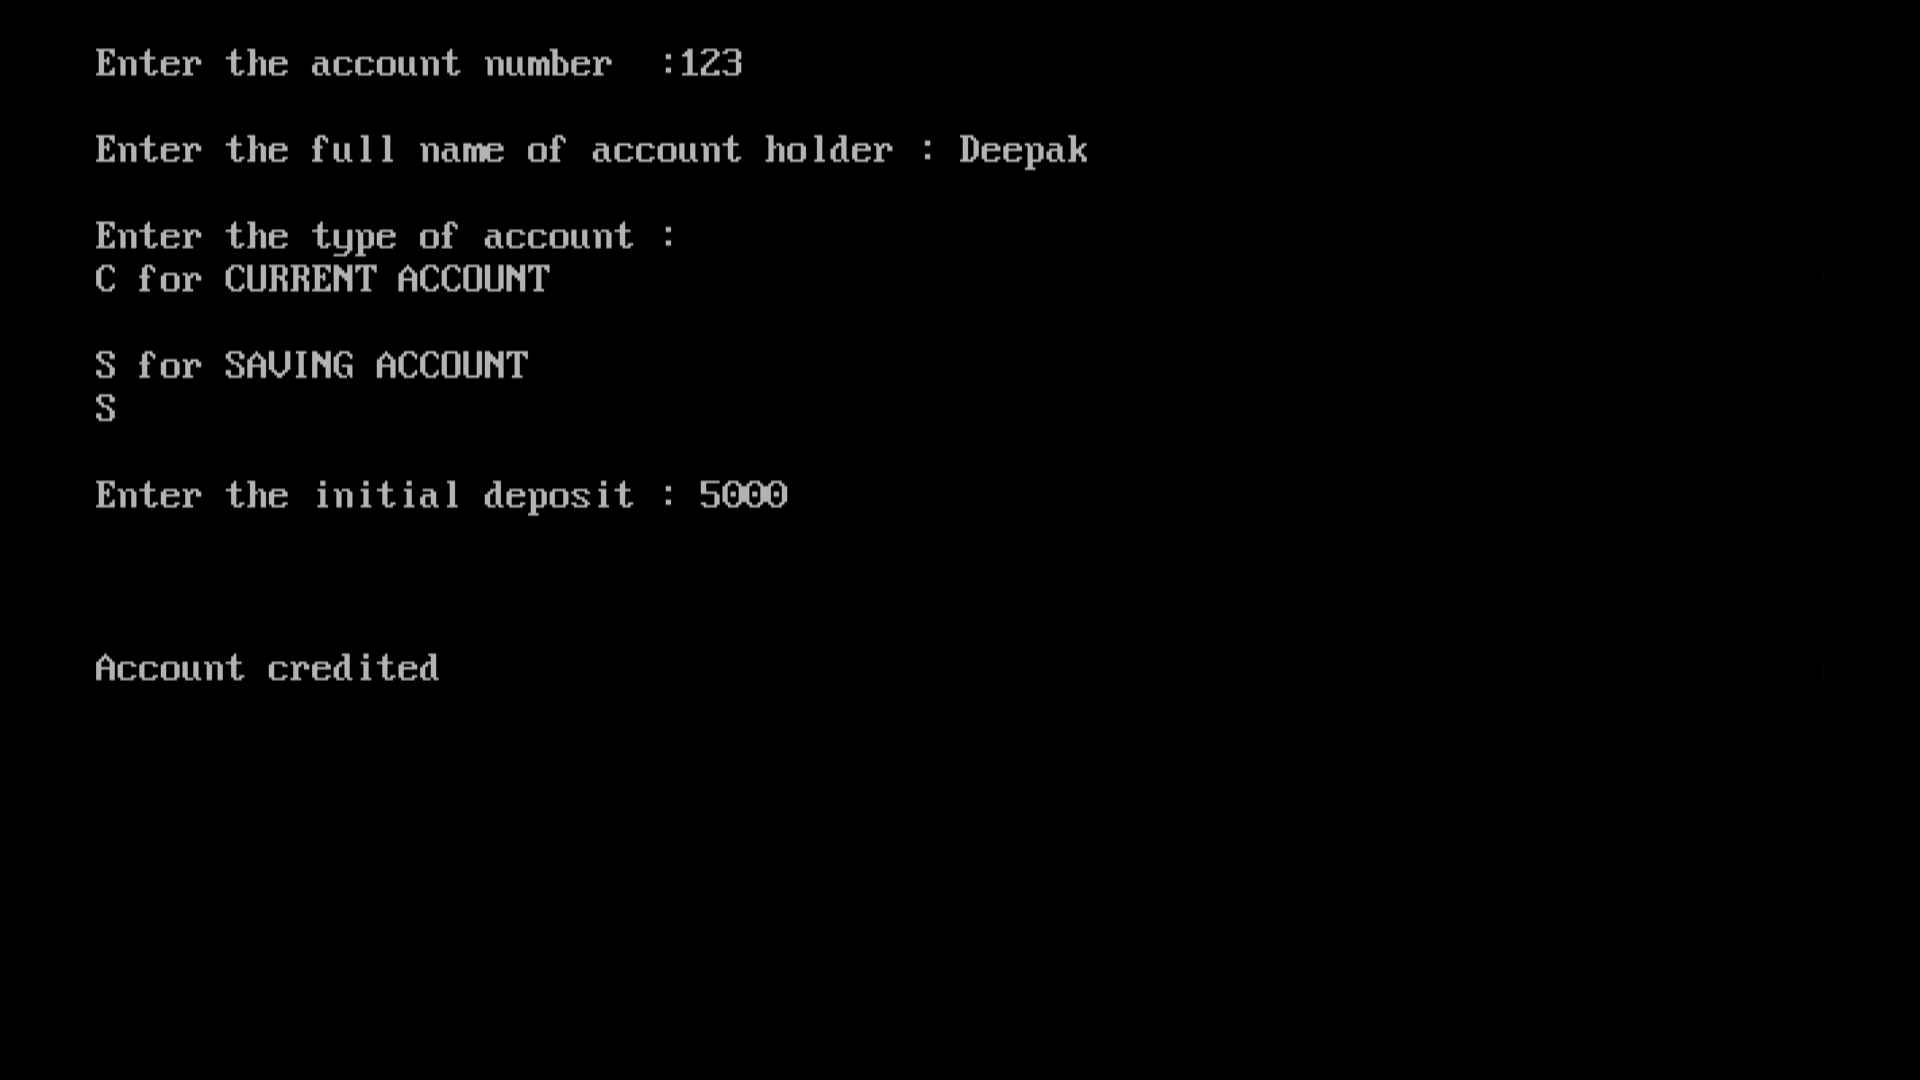 Enter the account number  :123
Enter the full name of account holder : Deepak
Enter the type of account :
C for CURRENT ACCOUNT
S for SAVING ACCOUNT
S
Enter the initial deposit : 5000
Account credited